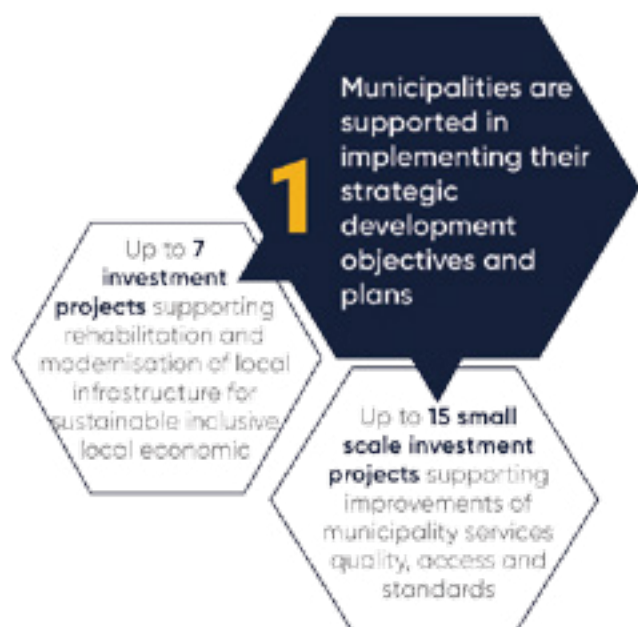 1
Municipalities are
supported in
implementing their
strategic
development
objectives and
plans
Up to 7
investment
projects supporting
rehabilitation and
modernisation of local
infrastructure for
sustainable inclusive
local economic
Up to 15 small
scale investment
projects supporting
improvements of
municipality services
quality, access and
standards